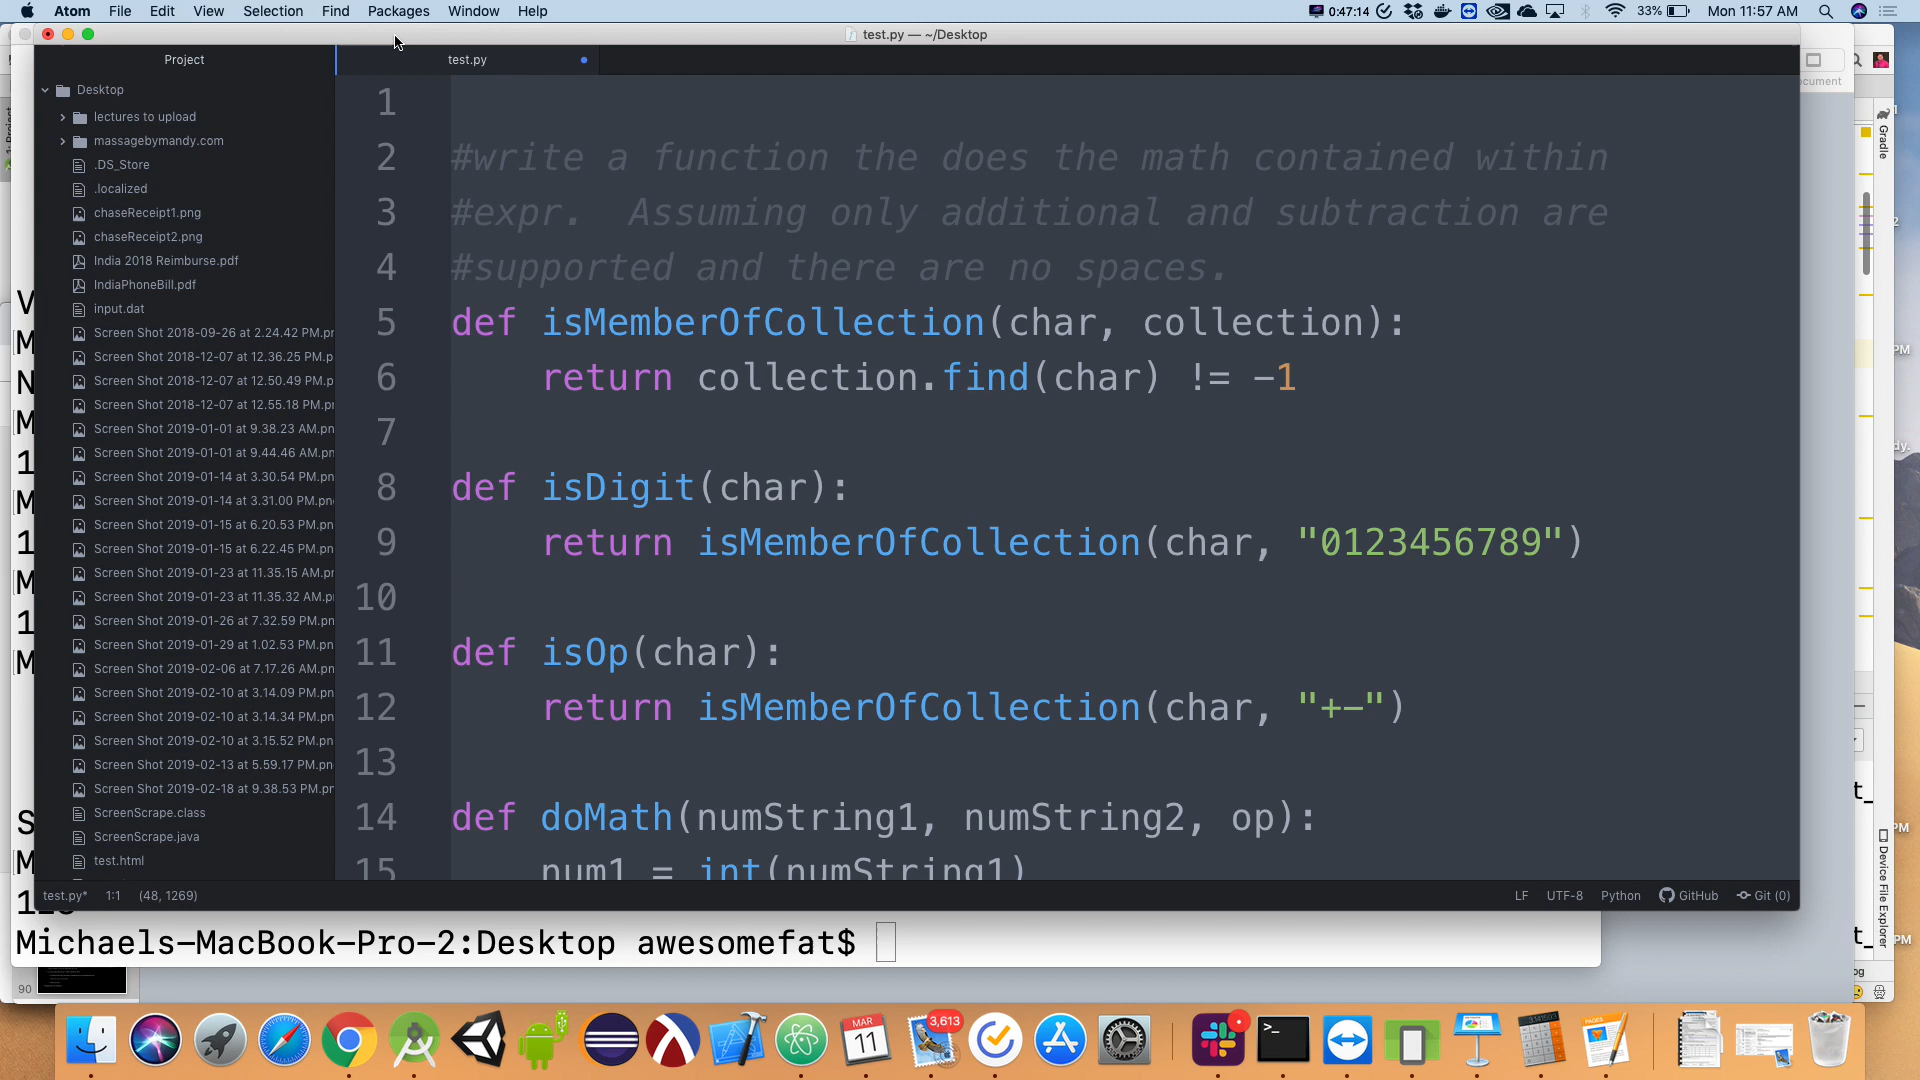 Atom File Edit View Selection Find Packages Window Help
0:47:14 33% Mon 11:57 AM
test.py — ~/Desktop
Project
test.py
Desktop
lectures to upload
massagebymandy.com
.DS_Store
.localized
chaseReceipt1.png
chaseReceipt2.png
India 2018 Reimburse.pdf
IndiaPhoneBill.pdf
input.dat
Screen Shot 2018-09-26 at 2.24.42 PM.pr
Screen Shot 2018-12-07 at 12.36.25 PM.p
Screen Shot 2018-12-07 at 12.50.49 PM.p
Screen Shot 2018-12-07 at 12.55.18 PM.pr
Screen Shot 2019-01-01 at 9.38.23 AM.pn
Screen Shot 2019-01-01 at 9.44.46 AM.pn
Screen Shot 2019-01-14 at 3.30.54 PM.pn
Screen Shot 2019-01-14 at 3.31.00 PM.pn
Screen Shot 2019-01-15 at 6.20.53 PM.pn
Screen Shot 2019-01-15 at 6.22.45 PM.pn
Screen Shot 2019-01-23 at 11.35.15 AM.pr
Screen Shot 2019-01-23 at 11.35.32 AM.p
Screen Shot 2019-01-26 at 7.32.59 PM.pn
Screen Shot 2019-01-29 at 1.02.53 PM.pn
Screen Shot 2019-02-06 at 7.17.26 AM.pn
Screen Shot 2019-02-10 at 3.14.09 PM.pn
Screen Shot 2019-02-10 at 3.14.34 PM.pn
Screen Shot 2019-02-10 at 3.15.52 PM.pn
Screen Shot 2019-02-13 at 5.59.17 PM.pn
Screen Shot 2019-02-18 at 9.38.53 PM.pr
ScreenScrape.class
ScreenScrape.java
test.html
1
2 #write a function the does the math contained within
3 #expr.  Assuming only additional and subtraction are
4 #supported and there are no spaces.
5 def isMemberOfCollection(char, collection):
6     return collection.find(char) != -1
7
8 def isDigit(char):
9     return isMemberOfCollection(char, "0123456789")
10
11 def isOp(char):
12     return isMemberOfCollection(char, "+-")
13
14 def doMath(numString1, numString2, op):
15     num1 = int(numString1)
test.py* 1:1 (48, 1269)
LF UTF-8 Python GitHub Git (0)
Michaels-MacBook-Pro-2:Desktop awesomefat$
90
Gradle
Device File Explorer
MAR
11
3,613
PAGES